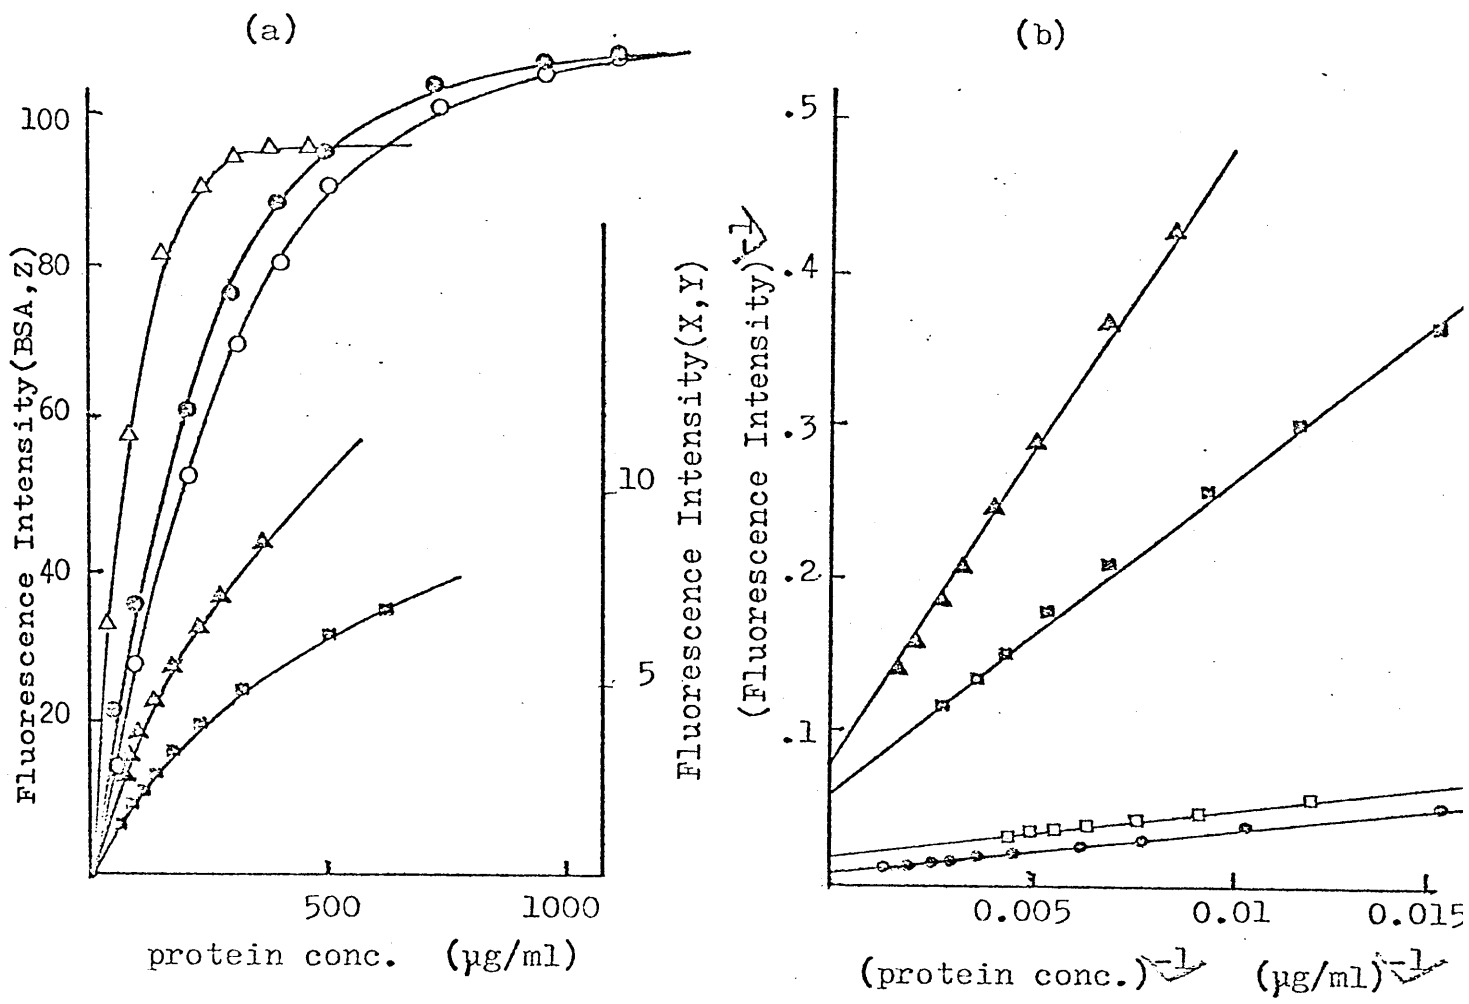 (a)
100
80
60
40
20
Fluorescence Intensity(BSA,Z)
500
1000
protein conc. (µg/ml)
10
5
Fluorescence Intensity(X,Y)
(b)
.5
.4
.3
.2
.1
(Fluorescence Intensity)-1
0.005
0.01
0.015
(protein conc.)-1 (µg/ml)-1